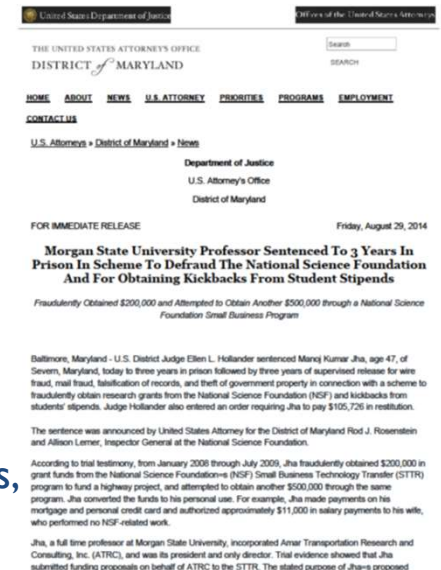 United States Department of Justice
Offices of the United States Attorneys
THE UNITED STATES ATTORNEY'S OFFICE
DISTRICT of MARYLAND
Search
SEARCH
HOME ABOUT NEWS U.S. ATTORNEY PRIORITIES PROGRAMS EMPLOYMENT
CONTACT US
U.S. Attorneys » District of Maryland » News
Department of Justice
U.S. Attorney's Office
District of Maryland
FOR IMMEDIATE RELEASE Friday, August 29, 2014
Morgan State University Professor Sentenced To 3 Years In
Prison In Scheme To Defraud The National Science Foundation
And For Obtaining Kickbacks From Student Stipends
Fraudulently Obtained $200,000 and Attempted to Obtain Another $500,000 through a National Science
Foundation Small Business Program
Baltimore, Maryland - U.S. District Judge Ellen L. Hollander sentenced Manoj Kumar Jha, age 47, of
Severn, Maryland, today to three years in prison followed by three years of supervised release for wire
fraud, mail fraud, falsification of records, and theft of government property in connection with a scheme to
fraudulently obtain research grants from the National Science Foundation (NSF) and kickbacks from
students' stipends. Judge Hollander also entered an order requiring Jha to pay $105,726 in restitution.
The sentence was announced by United States Attorney for the District of Maryland Rod J. Rosenstein
and Allison Lerner, Inspector General at the National Science Foundation.
s,
According to trial testimony, from January 2008 through July 2009, Jha fraudulently obtained $200,000 in
grant funds from the National Science Foundation=s (NSF) Small Business Technology Transfer (STTR)
program to fund a highway project, and attempted to obtain another $500,000 through the same
program. Jha converted the funds to his personal use. For example, Jha made payments on his
mortgage and personal credit card and authorized approximately $11,000 in salary payments to his wife,
who performed no NSF-related work.
Jha, a full time professor at Morgan State University, incorporated Amar Transportation Research and
Consulting, Inc. (ATRC), and was its president and only director. Trial evidence showed that Jha
submitted funding proposals on behalf of ATRC to the STTR. The stated purpose of Jha=s proposed